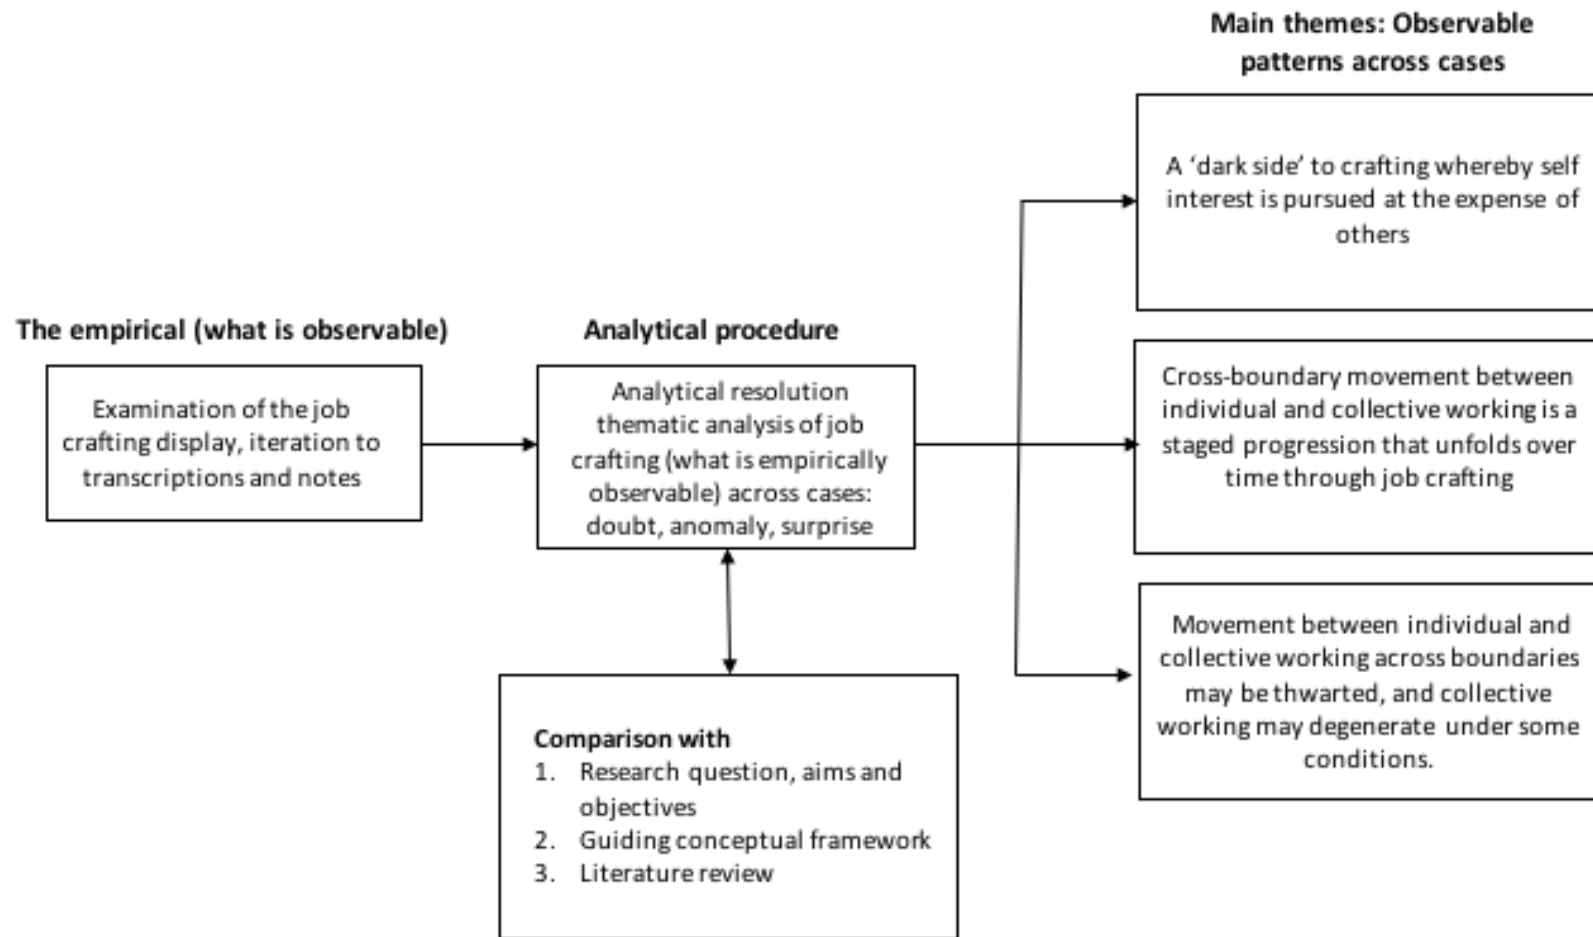 Main themes: Observable
patterns across cases
A ‘dark side’ to crafting whereby self
interest is pursued at the expense of
others
The empirical (what is observable)
Examination of the job
crafting display, iteration to
transcriptions and notes
Analytical procedure
Analytical resolution
thematic analysis of job
crafting (what is empirically
observable) across cases:
doubt, anomaly, surprise
Cross-boundary movement between
individual and collective working is a
staged progression that unfolds over
time through job crafting
Comparison with
1. Research question, aims and
objectives
2. Guiding conceptual framework
3. Literature review
Movement between individual and
collective working across boundaries
may be thwarted, and collective
working may degenerate under some
conditions.